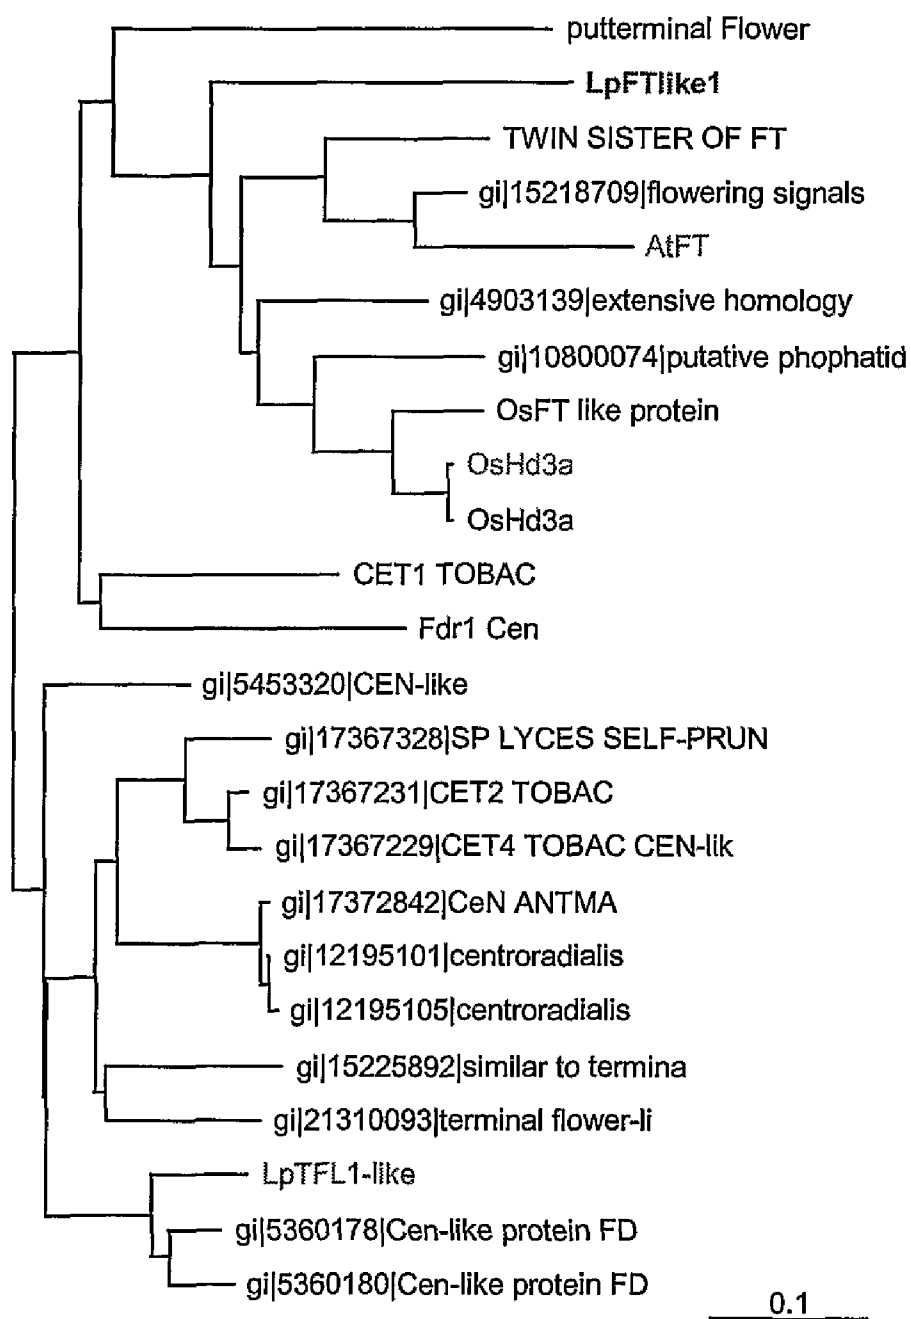 putterminal Flower
LpFTlike1
TWIN SISTER OF FT
gi|15218709|flowering signals
AtFT
gi|4903139|extensive homology
gi|10800074|putative phophatid
OsFT like protein
OsHd3a
OsHd3a
CET1 TOBAC
Fdr1 Cen
gi|5453320|CEN-like
gi|17367328|SP LYCES SELF-PRUN
gi|17367231|CET2 TOBAC
gi|17367229|CET4 TOBAC CEN-lik
gi|17372842|CeN ANTMA
gi|12195101|centroradialis
gi|12195105|centroradialis
gi|15225892|similar to termina
gi|21310093|terminal flower-li
LpTFL1-like
gi|5360178|Cen-like protein FD
gi|5360180|Cen-like protein FD
0.1